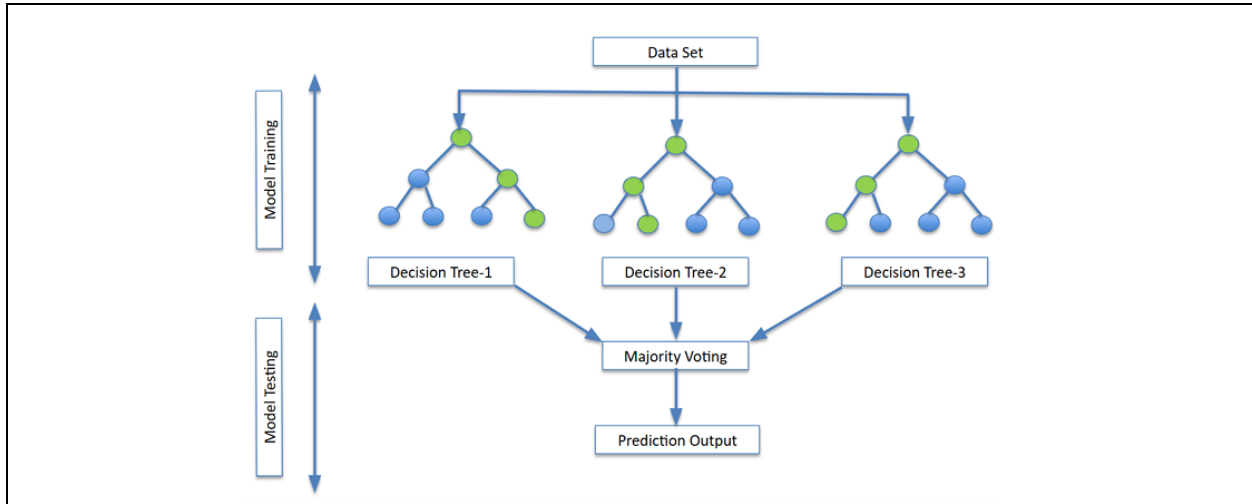 Data Set
Model Training
Decision Tree-1
Decision Tree-2
Decision Tree-3
Model Testing
Majority Voting
Prediction Output